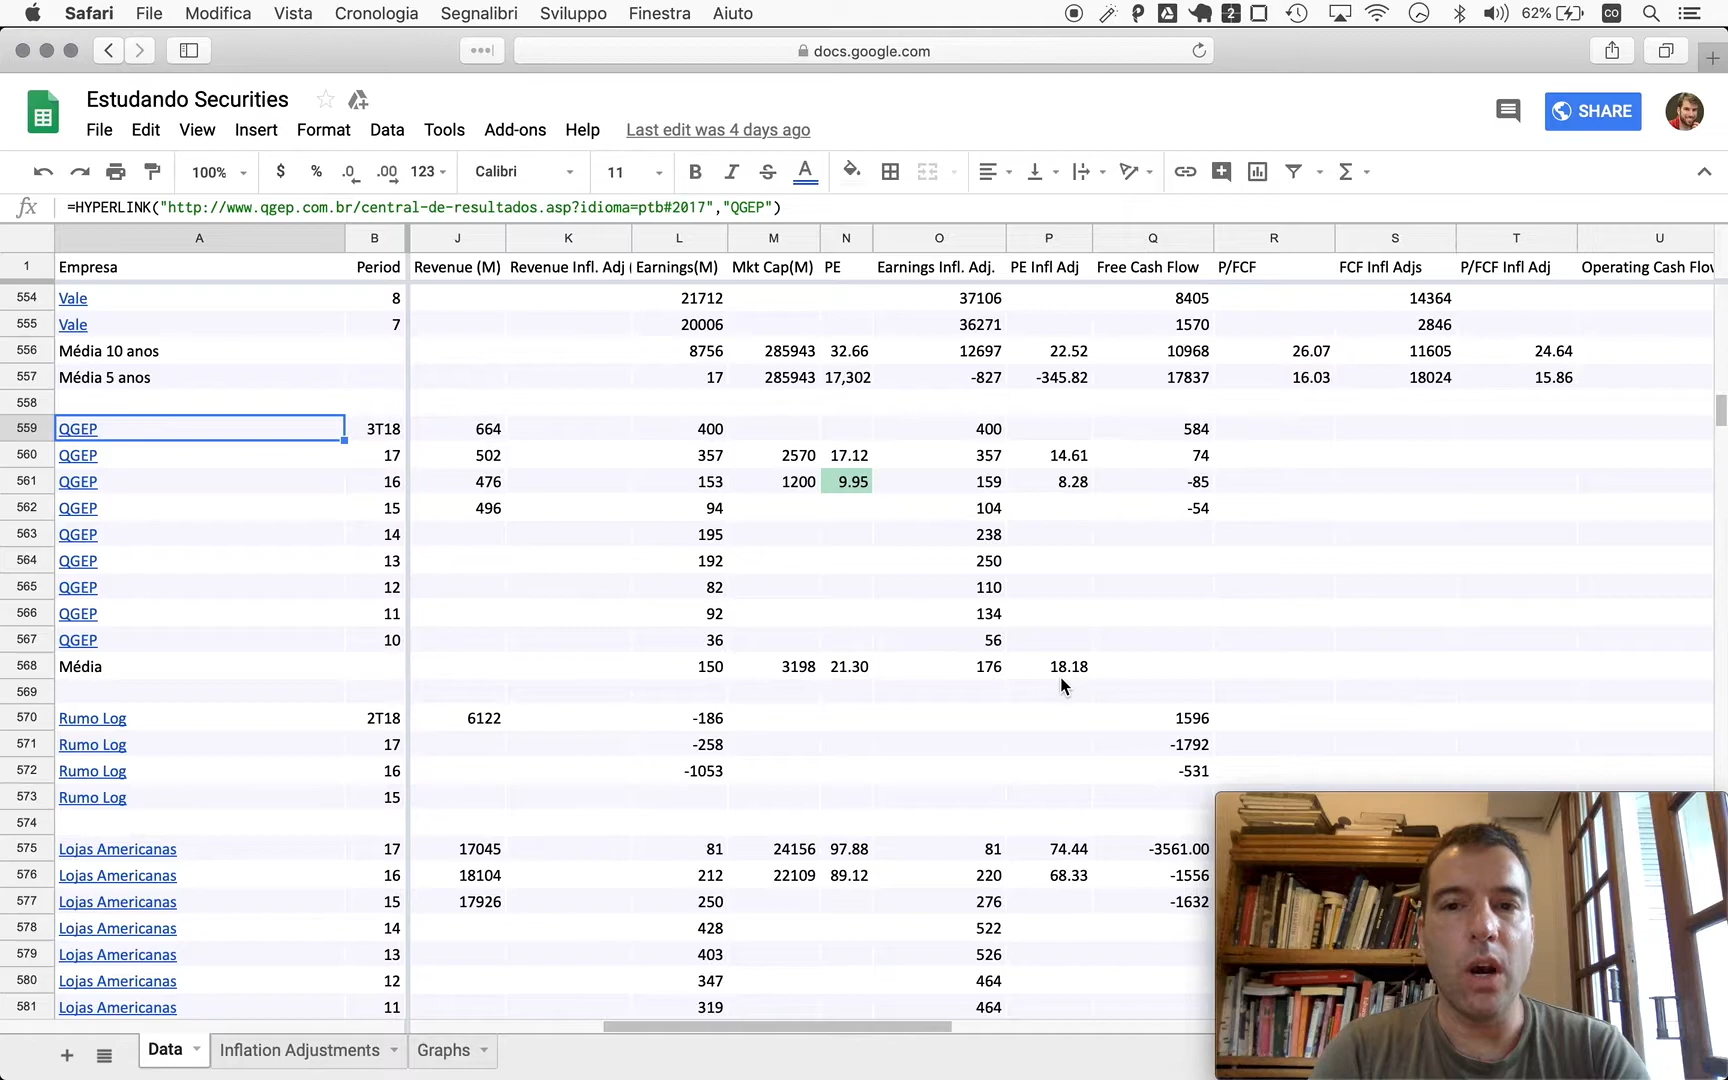 Safari File Modifica Vista Cronologia Segnalibri Sviluppo Finestra Aiuto 2 62% CO
docs.google.com
Estudando Securities
SHARE
File Edit View Insert Format Data Tools Add-ons Help Last edit was 4 days ago
100% $ % .0 .00 123 Calibri 11 B I S A Σ
fx =HYPERLINK("http://www.qgep.com.br/central-de-resultados.asp?idioma=ptb#2017","QGEP")
A B J K L M N O P Q R S T U
1 Empresa Period Revenue (M) Revenue Infl. Adj ( Earnings(M) Mkt Cap(M) PE Earnings Infl. Adj. PE Infl Adj Free Cash Flow P/FCF FCF Infl Adjs P/FCF Infl Adj Operating Cash Flow
554 Vale 8 21712 37106 8405 14364
555 Vale 7 20006 36271 1570 2846
556 Média 10 anos 8756 285943 32.66 12697 22.52 10968 26.07 11605 24.64
557 Média 5 anos 17 285943 17,302 -827 -345.82 17837 16.03 18024 15.86
558
559 QGEP 3T18 664 400 400 584
560 QGEP 17 502 357 2570 17.12 357 14.61 74
561 QGEP 16 476 153 1200 9.95 159 8.28 -85
562 QGEP 15 496 94 104 -54
563 QGEP 14 195 238
564 QGEP 13 192 250
565 QGEP 12 82 110
566 QGEP 11 92 134
567 QGEP 10 36 56
568 Média 150 3198 21.30 176 18.18
569
570 Rumo Log 2T18 6122 -186 1596
571 Rumo Log 17 -258 -1792
572 Rumo Log 16 -1053 -531
573 Rumo Log 15
574
575 Lojas Americanas 17 17045 81 24156 97.88 81 74.44 -3561.00
576 Lojas Americanas 16 18104 212 22109 89.12 220 68.33 -1556
577 Lojas Americanas 15 17926 250 276 -1632
578 Lojas Americanas 14 428 522
579 Lojas Americanas 13 403 526
580 Lojas Americanas 12 347 464
581 Lojas Americanas 11 319 464
Data Inflation Adjustments Graphs